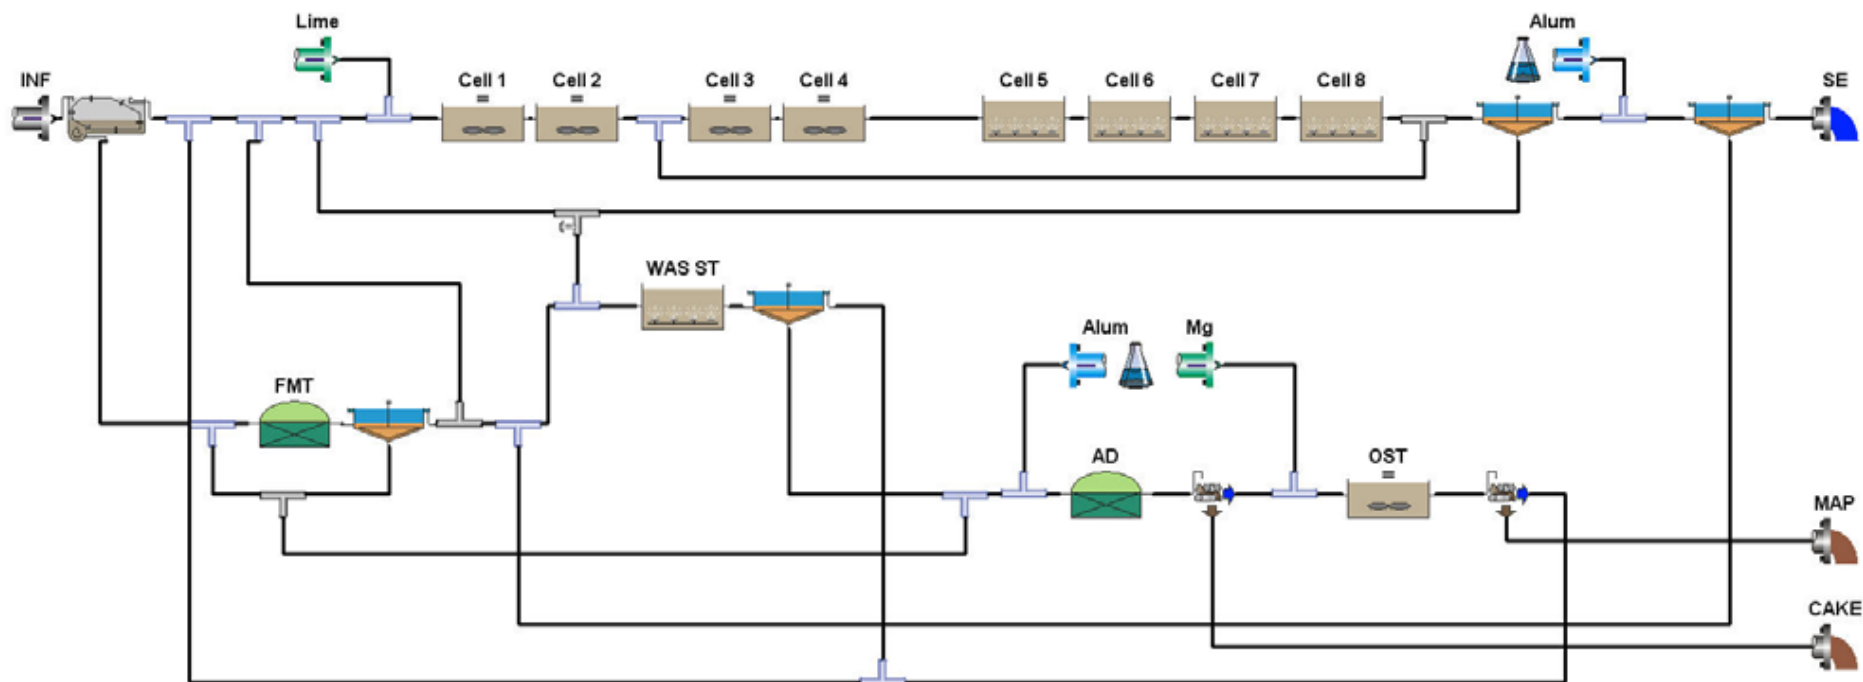 Lime
Alum
INF
Cell 1
Cell 2
Cell 3
Cell 4
Cell 5
Cell 6
Cell 7
Cell 8
SE
WAS ST
Alum
Mg
FMT
AD
OST
MAP
CAKE